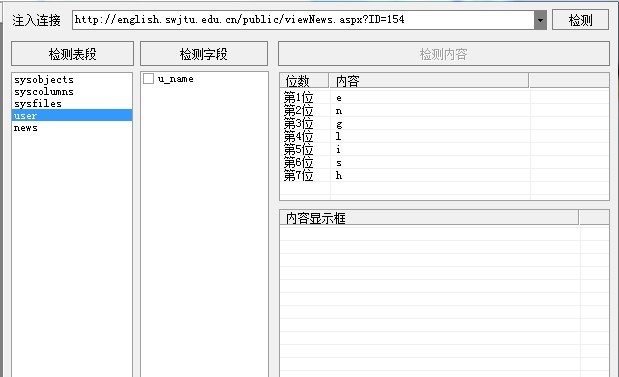 注入连接 http://english.swjtu.edu.cn/public/viewNews.aspx?ID=154 检测
检测表段 检测字段 检测内容
sysobjects
syscolumns
sysfiles
user
news
u_name
位数 内容
第1位 e
第2位 n
第3位 g
第4位 l
第5位 i
第6位 s
第7位 h
内容显示框